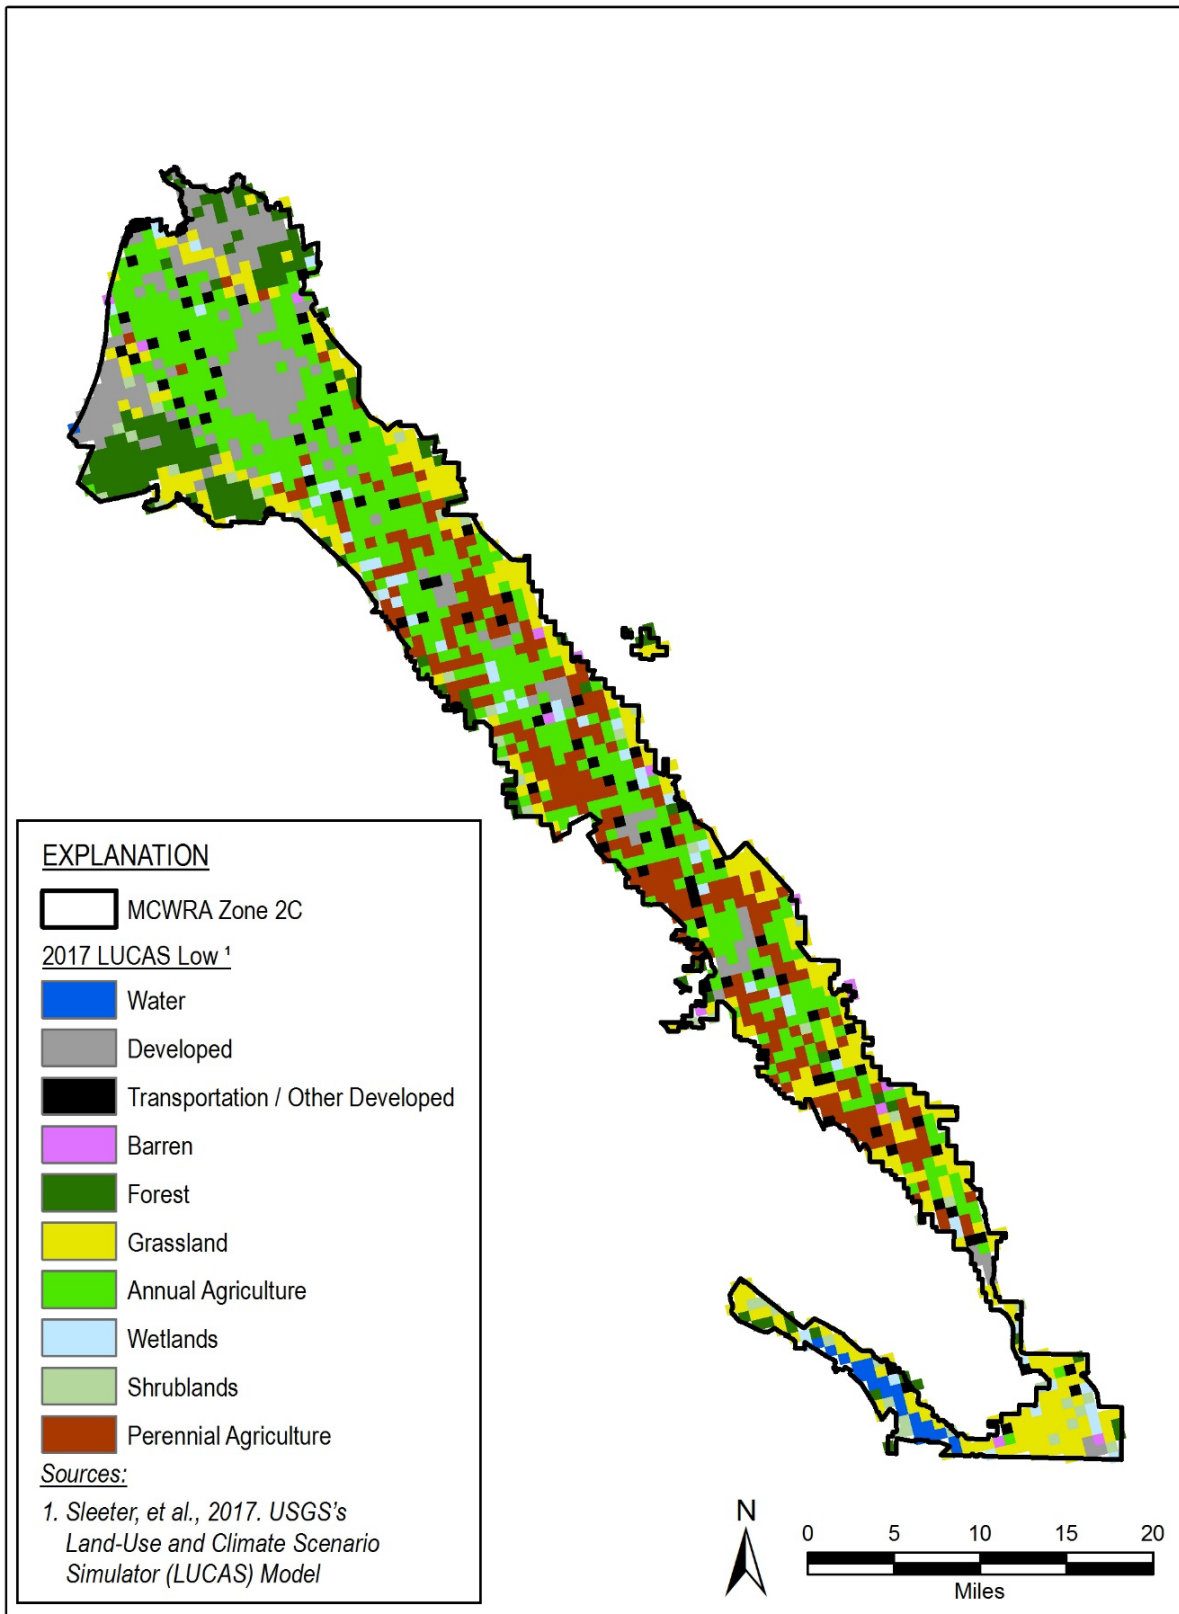 EXPLANATION
MCWRA Zone 2C
2017 LUCAS Low ¹
Water
Developed
Transportation / Other Developed
Barren
Forest
Grassland
Annual Agriculture
Wetlands
Shrublands
Perennial Agriculture
Sources:
1. Sleeter, et al., 2017. USGS's
Land-Use and Climate Scenario
Simulator (LUCAS) Model
N
0 5 10 15 20
Miles